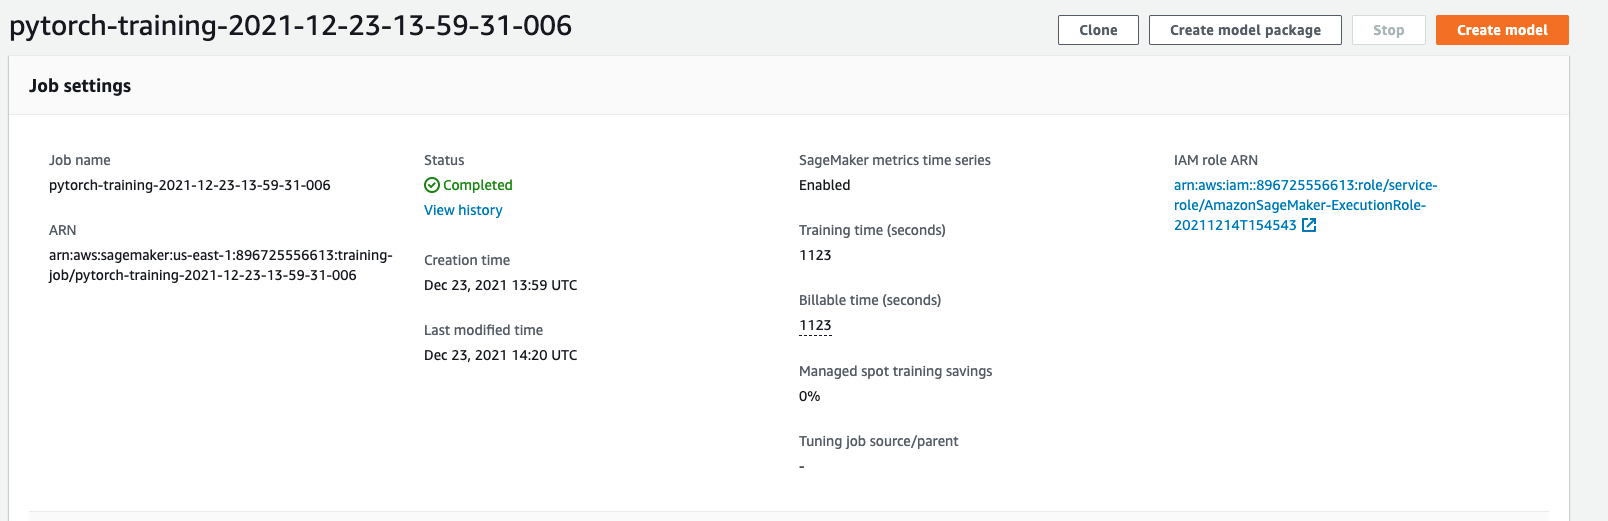 pytorch-training-2021-12-23-13-59-31-006
Clone
Create model package
Stop
Create model
Job settings
Job name
pytorch-training-2021-12-23-13-59-31-006
ARN
arn:aws:sagemaker:us-east-1:896725556613:training-
job/pytorch-training-2021-12-23-13-59-31-006
Status
Completed
View history
Creation time
Dec 23, 2021 13:59 UTC
Last modified time
Dec 23, 2021 14:20 UTC
SageMaker metrics time series
Enabled
Training time (seconds)
1123
Billable time (seconds)
1123
Managed spot training savings
0%
Tuning job source/parent
-
IAM role ARN
arn:aws:iam::896725556613:role/service-
role/AmazonSageMaker-ExecutionRole-
20211214T154543